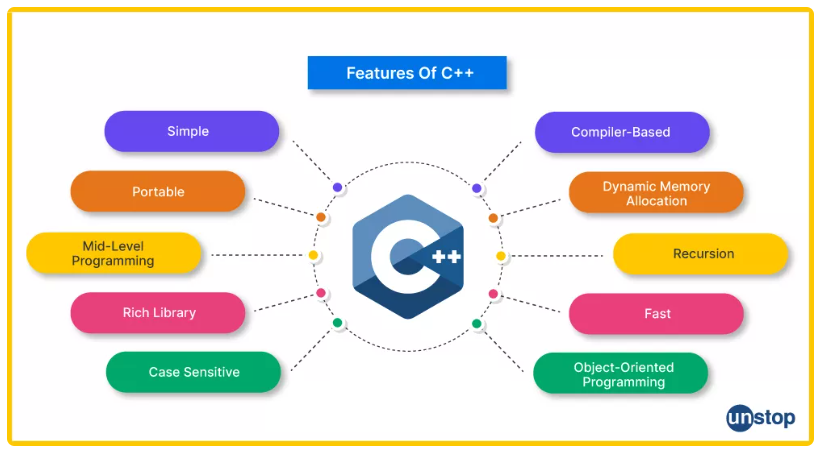 Features Of C++
Simple
Portable
Mid-Level
Programming
Rich Library
Case Sensitive
C++
Compiler-Based
Dynamic Memory
Allocation
Recursion
Fast
Object-Oriented
Programming
unstop